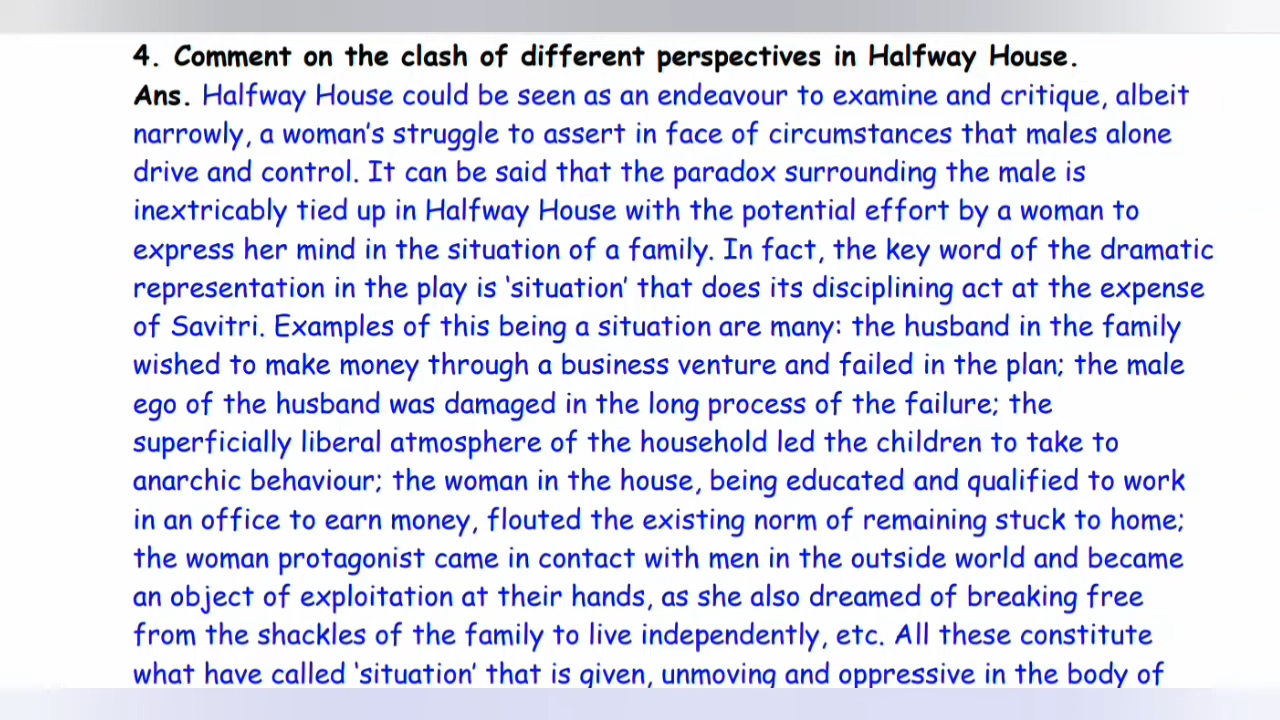 4. Comment on the clash of different perspectives in Halfway House.
Ans. Halfway House could be seen as an endeavour to examine and critique, albeit
narrowly, a woman's struggle to assert in face of circumstances that males alone
drive and control. It can be said that the paradox surrounding the male is
inextricably tied up in Halfway House with the potential effort by a woman to
express her mind in the situation of a family. In fact, the key word of the dramatic
representation in the play is 'situation' that does its disciplining act at the expense
of Savitri. Examples of this being a situation are many: the husband in the family
wished to make money through a business venture and failed in the plan; the male
ego of the husband was damaged in the long process of the failure; the
superficially liberal atmosphere of the household led the children to take to
anarchic behaviour; the woman in the house, being educated and qualified to work
in an office to earn money, flouted the existing norm of remaining stuck to home;
the woman protagonist came in contact with men in the outside world and became
an object of exploitation at their hands, as she also dreamed of breaking free
from the shackles of the family to live independently, etc. All these constitute
what have called 'situation' that is given, unmoving and oppressive in the body of